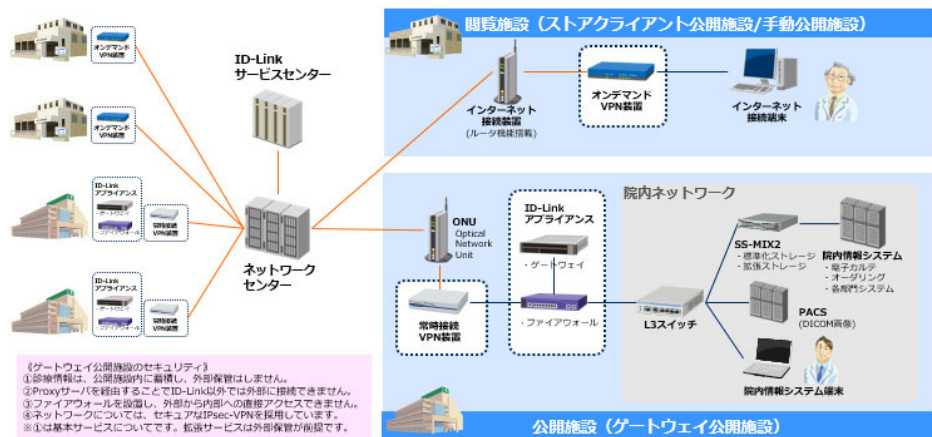 オンデマンド
VPN装置
オンデマンド
VPN装置
ID-Link
アプライアンス
・ゲートウェイ
・ファイアウォール
常時接続
VPN装置
ID-Link
アプライアンス
・ゲートウェイ
・ファイアウォール
常時接続
VPN装置
ID-Link
サービスセンター
ネットワーク
センター
閲覧施設（ストアクライアント公開施設/手動公開施設）
インターネット
接続装置
(ルータ機能搭載)
オンデマンド
VPN装置
インターネット
接続端末
ONU
Optical
Network
Unit
常時接続
VPN装置
ID-Link
アプライアンス
・ゲートウェイ
・ファイアウォール
院内ネットワーク
L3スイッチ
SS-MIX2
・標準化ストレージ
・拡張ストレージ
院内情報システム
・電子カルテ
・オーダリング
・各部門システム
PACS
(DICOM画像)
院内情報システム端末
公開施設（ゲートウェイ公開施設）
《ゲートウェイ公開施設のセキュリティ》
①診療情報は、公開施設内に蓄積し、外部保管はしません。
②Proxyサーバを経由することでID-Link以外では外部に接続できません。
③ファイアウォールを設置し、外部から内部への直接アクセスできません。
④ネットワークについては、セキュアなIPsec-VPNを採用しています。
※①は基本サービスについてです。拡張サービスは外部保管が前提です。